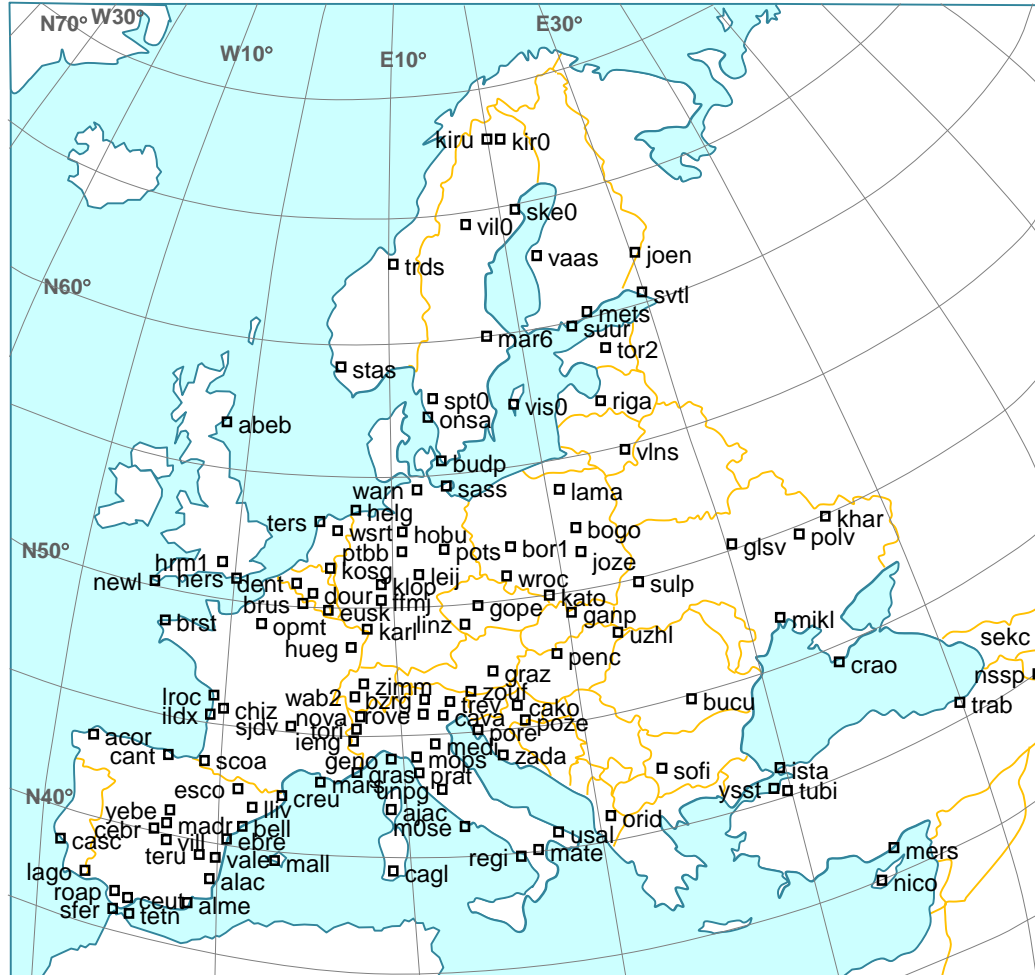 N70° W30°
W10°
E10°
E30°
kiru
kir0
ske0
vil0
vaas
joen
trds
svtl
N60°
mets
suur
mar6
tor2
stas
spt0
vis0
riga
onsa
abeb
vlns
budp
warn
sass
lama
helg
ters
wsrt
hobu
bogo
khar
polv
ptbb
pots
bor1
glsv
N50°
hrm1
kosg
joze
newl
hers
dent
klop
leij
wroc
sulp
dour
ffmj
kato
brus
eusk
gope
ganp
brst
opmt
karl
linz
uzhl
mikl
hueg
penc
sekc
crao
nssp
graz
zimm
wab2
bzrg
zouf
lroc
chiz
trev
cako
bucu
trab
ildx
sjdv
nova
rove
cava
poze
acor
torl
pore
ieng
medi
cant
scoa
geno
mops
zada
sofi
ista
esco
creu
mars
gras
prat
unpg
ysst
tubi
N40°
yebe
lliv
ajac
orid
cebr
madr
bell
m0se
casc
vill
ebre
usal
teru
vale
mall
regi
mate
mers
lago
alac
cagl
nico
roap
ceut
alme
sfer
tetn